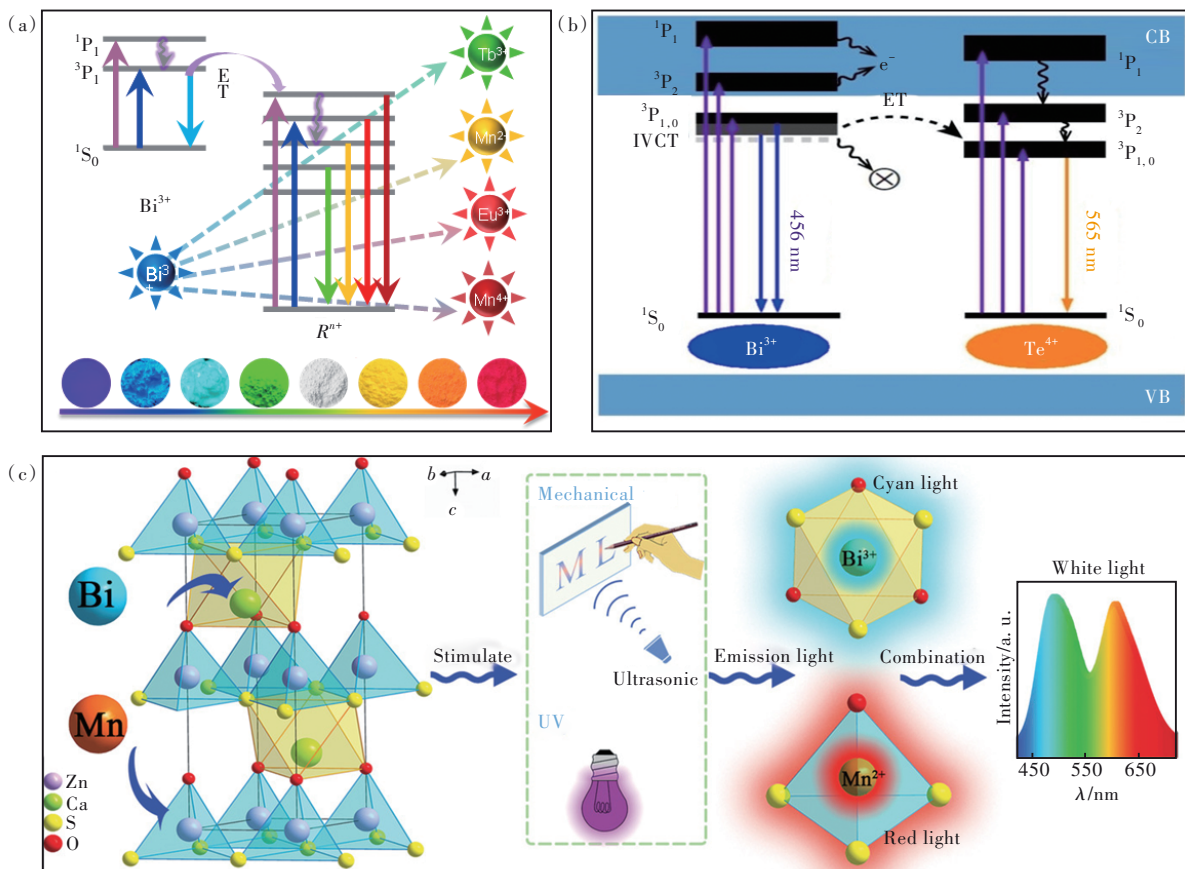 (a)
¹P₁
³P₁
E
T
¹S₀
Bi³⁺
Bi³
+
Rⁿ⁺
Tb³⁺
Mn²⁺
Eu³⁺
Mn⁴⁺
(b)
CB
¹P₁
e⁻
³P₂
ET
³P₁,₀
IVCT
456 nm
¹S₀
Bi³⁺
¹P₁
³P₂
³P₁,₀
565 nm
¹S₀
Te⁴⁺
VB
(c)
b
a
c
Bi
Mn
Zn
Ca
S
O
Stimulate
Mechanical
M L
Ultrasonic
UV
Emission light
Cyan light
Bi³⁺
Mn²⁺
Red light
Combination
White light
Intensity/a. u.
450 550 650
λ/nm